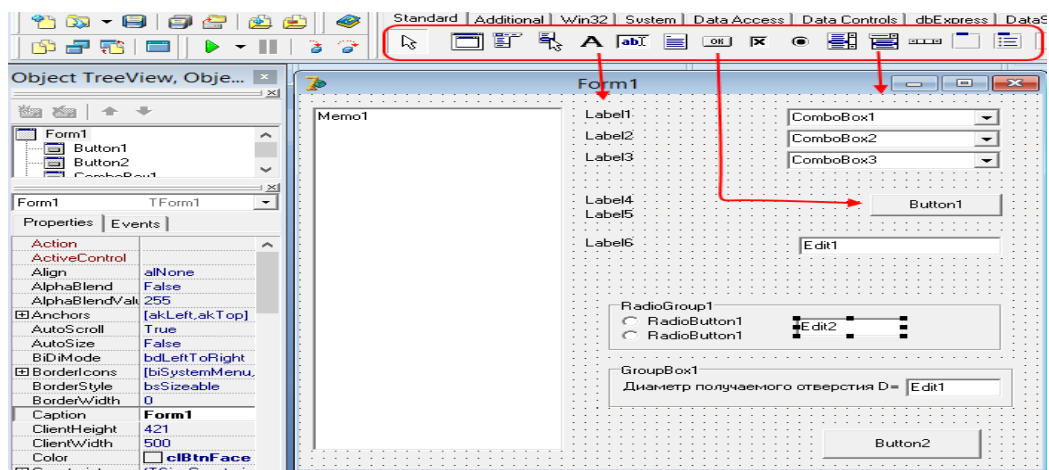 Standard Additional Win32 System Data Access Data Controls dbExpress DataS
Object TreeView, Obje...
Form1
Button1
Button2
ComboBox1
Form1 TForm1
Properties Events
Action
ActiveControl
Align alNone
AlphaBlend False
AlphaBlendValu 255
Anchors [akLeft,akTop]
AutoScroll True
AutoSize False
BiDiMode bdLeftToRight
BorderIcons [biSystemMenu,
BorderStyle bsSizeable
BorderWidth 0
Caption Form1
ClientHeight 421
ClientWidth 500
Color clBtnFace
Form1
Memo1
Label1 ComboBox1
Label2 ComboBox2
Label3 ComboBox3
Label4 Button1
Label5
Label6 Edit1
RadioGroup1
RadioButton1
RadioButton1
Edit2
GroupBox1
Диаметр получаемого отверстия D= Edit1
Button2